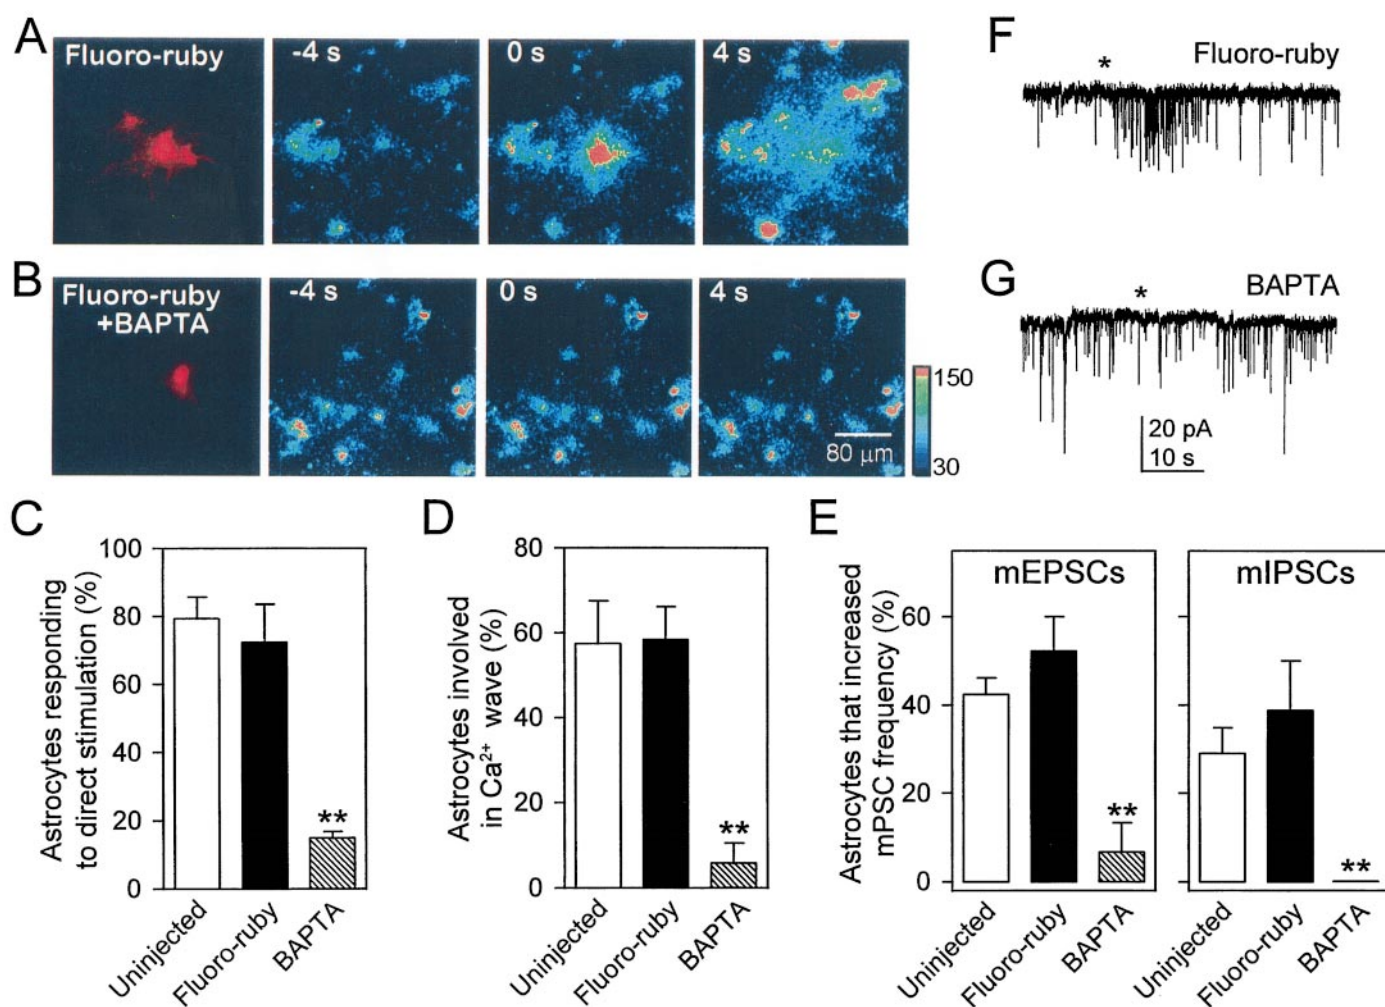 A
Fluoro-ruby
-4 s
0 s
4 s
B
Fluoro-ruby
+BAPTA
-4 s
0 s
4 s
80 µm
150
30
F
Fluoro-ruby
*
G
BAPTA
*
20 pA
10 s
C
Astrocytes responding
to direct stimulation (%)
100
80
60
40
20
0
**
Uninjected
Fluoro-ruby
BAPTA
D
Astrocytes involved
in Ca²⁺ wave (%)
80
60
40
20
0
**
Uninjected
Fluoro-ruby
BAPTA
E
Astrocytes that increased
mPSC frequency (%)
60
40
20
0
mEPSCs
**
Uninjected
Fluoro-ruby
BAPTA
mIPSCs
**
Uninjected
Fluoro-ruby
BAPTA